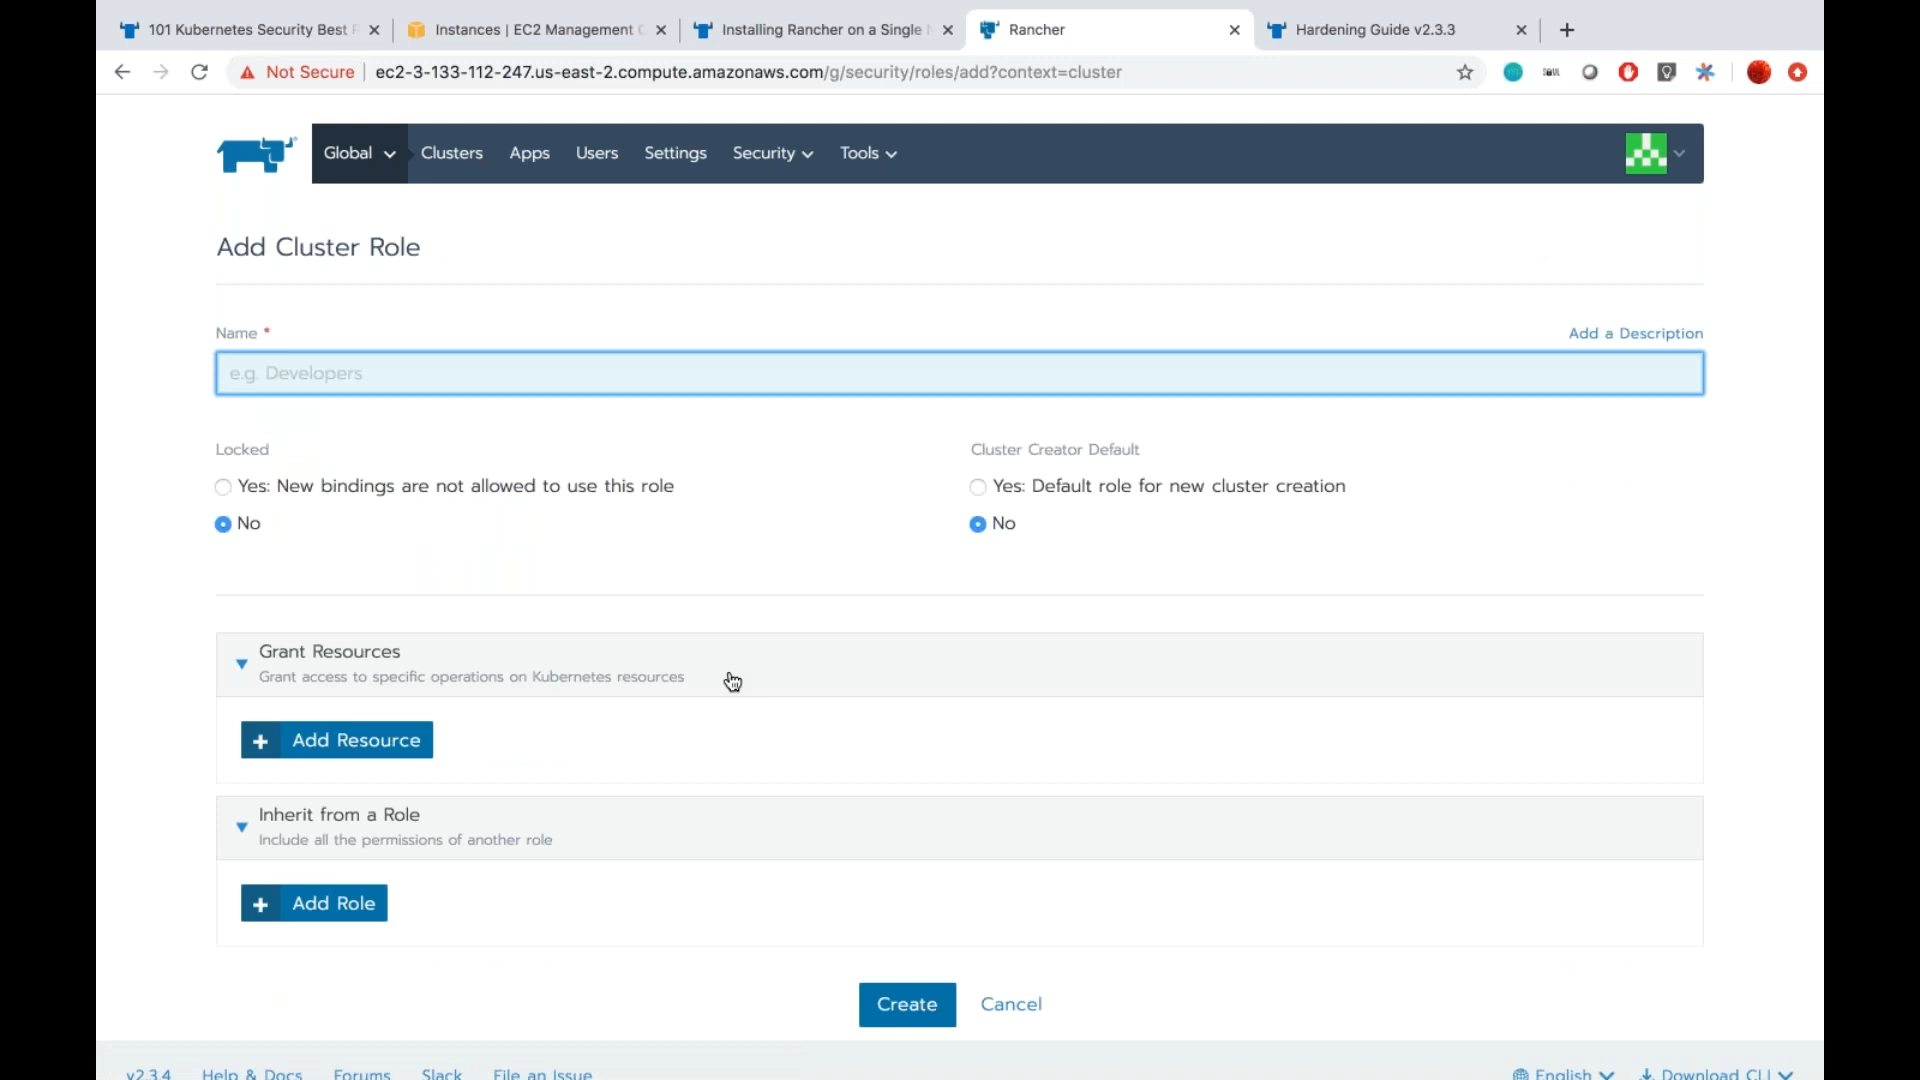 101 Kubernetes Security Best P
Instances | EC2 Management C
Installing Rancher on a Single N
Rancher
Hardening Guide v2.3.3
Not Secure
ec2-3-133-112-247.us-east-2.compute.amazonaws.com/g/security/roles/add?context=cluster
Global Clusters Apps Users Settings Security Tools
Add Cluster Role
Name *
Add a Description
e.g. Developers
Locked
Cluster Creator Default
Yes: New bindings are not allowed to use this role
Yes: Default role for new cluster creation
No
No
Grant Resources
Grant access to specific operations on Kubernetes resources
+ Add Resource
Inherit from a Role
Include all the permissions of another role
+ Add Role
Create Cancel
v2.3.4 Help & Docs Forums Slack File an Issue
English Download CLI